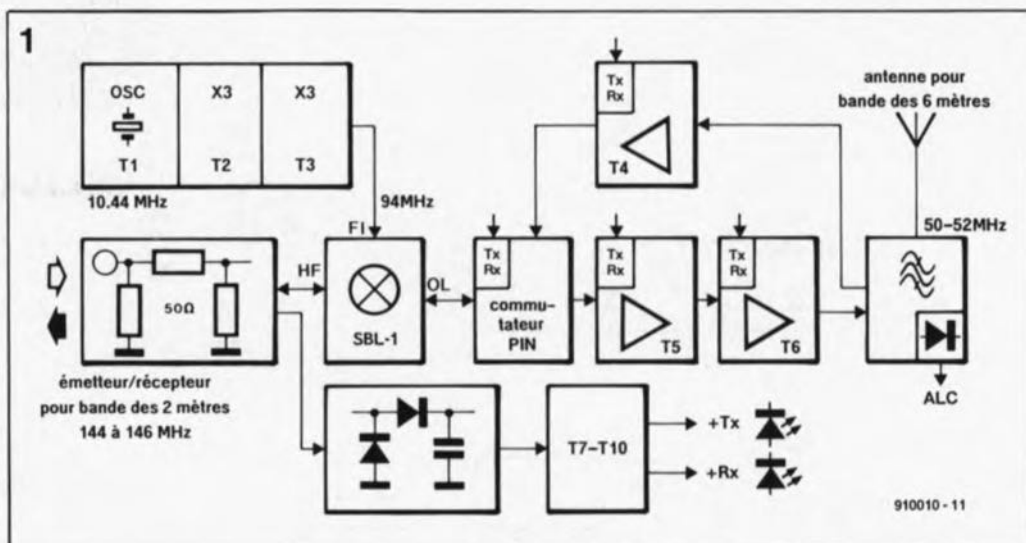 1
OSC
X3
X3
T1
T2
T3
10.44 MHz
94MHz
FI
Tx
Rx
T4
antenne pour
bande des 6 mètres
50–52MHz
HF
50Ω
SBL-1
OL
Tx
Rx
commu-
tateur
PIN
Tx
Rx
T5
Tx
Rx
T6
ALC
émetteur/récepteur
pour bande des 2 mètres
144 à 146 MHz
T7–T10
+Tx
+Rx
910010 - 11